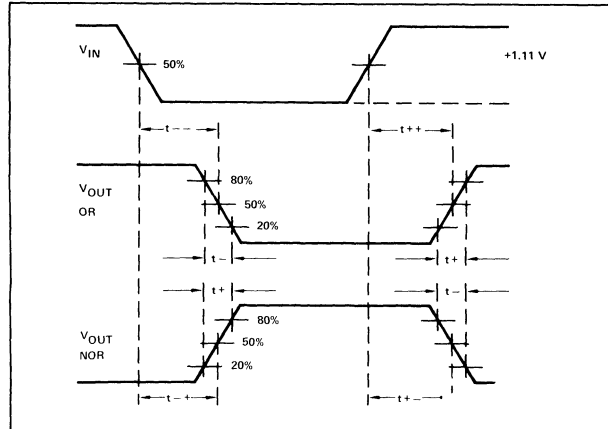 VIN
50%
+1.11 V
t--
t++
VOUT
OR
80%
50%
20%
t-
t+
t+
t-
VOUT
NOR
80%
50%
20%
t-+
t+-